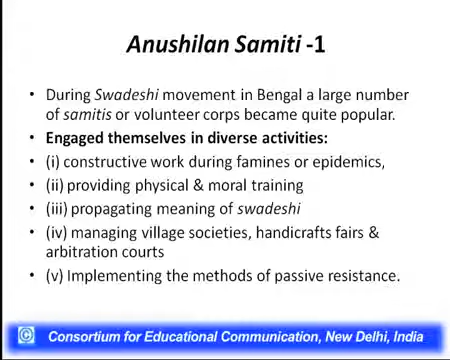 Anushilan Samiti -1
• During Swadeshi movement in Bengal a large number
of samitis or volunteer corps became quite popular.
• Engaged themselves in diverse activities:
• (i) constructive work during famines or epidemics,
• (ii) providing physical & moral training
• (iii) propagating meaning of swadeshi
• (iv) managing village societies, handicrafts fairs &
arbitration courts
• (v) Implementing the methods of passive resistance.
© Consortium for Educational Communication, New Delhi, India